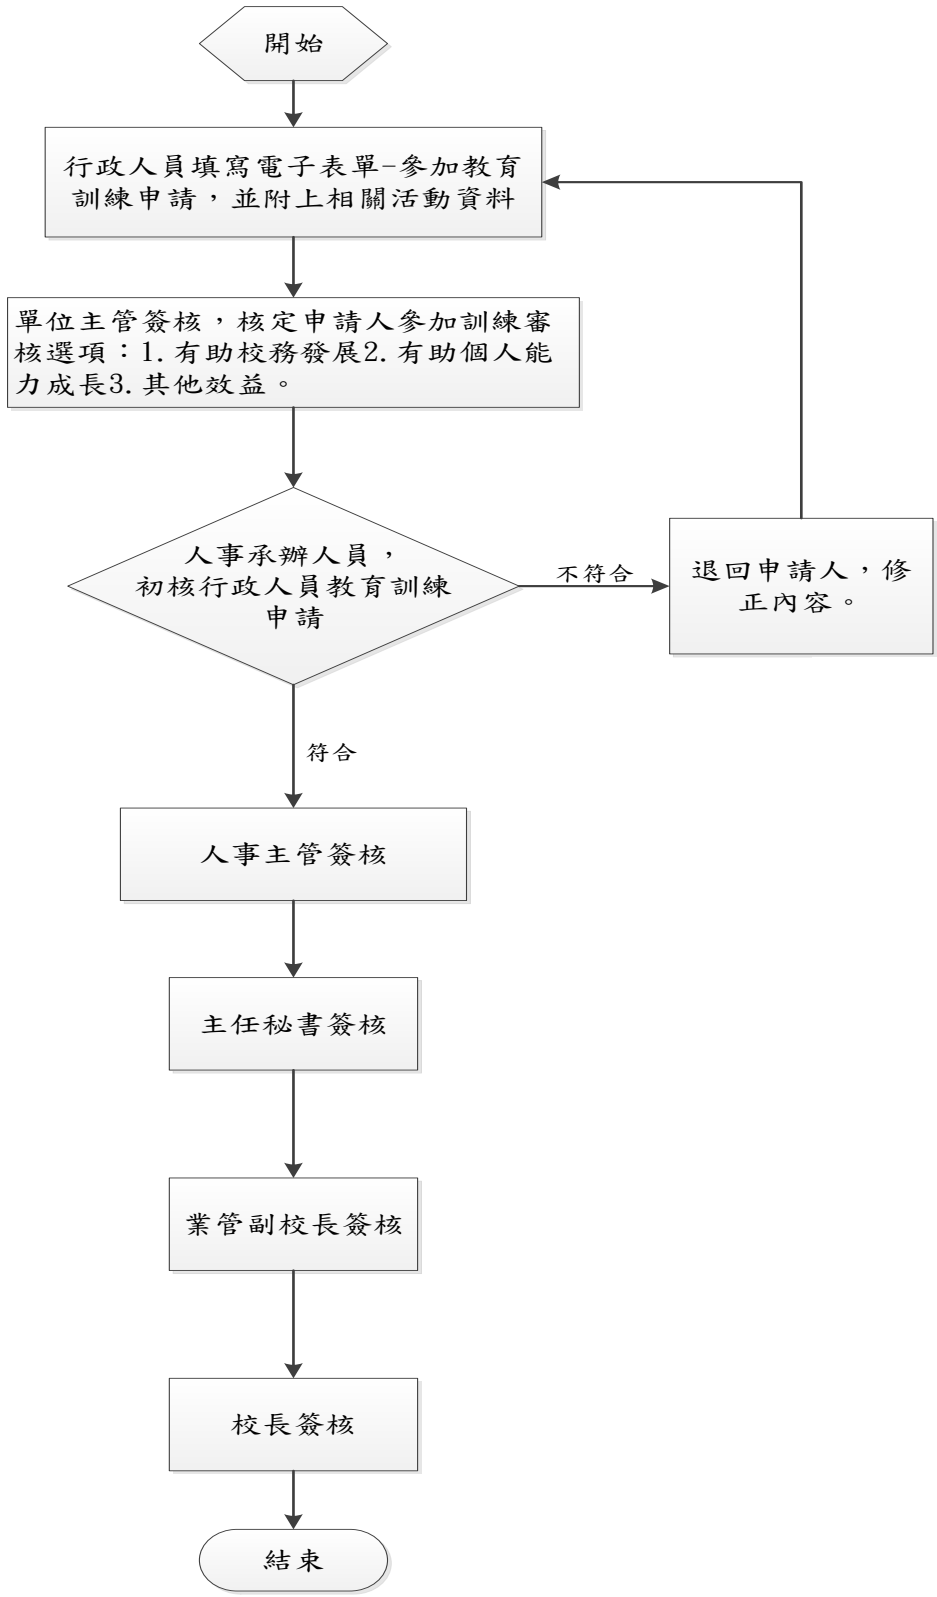 開始
行政人員填寫電子表單-參加教育
訓練申請，並附上相關活動資料
單位主管簽核，核定申請人參加訓練審
核選項：1.有助校務發展2.有助個人能
力成長3.其他效益。
人事承辦人員，
初核行政人員教育訓練
申請
不符合
退回申請人，修
正內容。
符合
人事主管簽核
主任秘書簽核
業管副校長簽核
校長簽核
結束